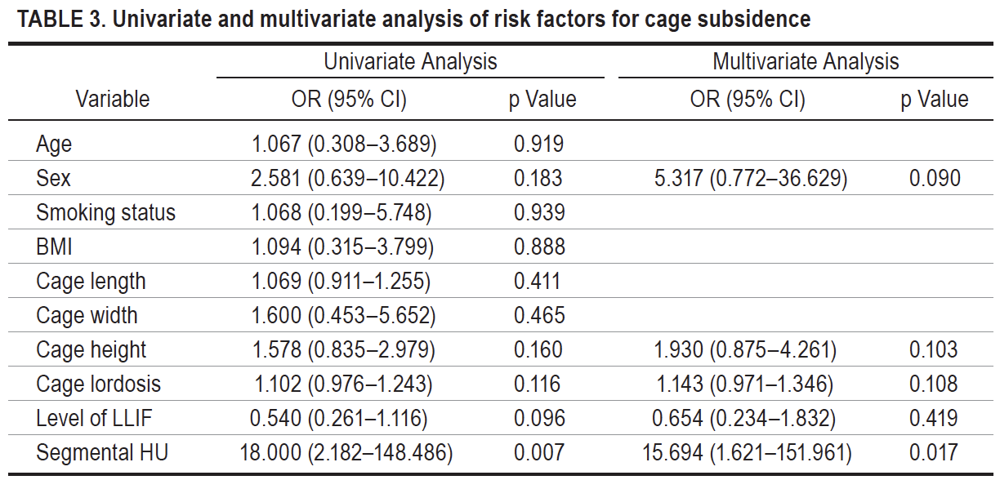 TABLE 3. Univariate and multivariate analysis of risk factors for cage subsidence
Univariate Analysis Multivariate Analysis
Variable OR (95% CI) p Value OR (95% CI) p Value
Age 1.067 (0.308–3.689) 0.919
Sex 2.581 (0.639–10.422) 0.183 5.317 (0.772–36.629) 0.090
Smoking status 1.068 (0.199–5.748) 0.939
BMI 1.094 (0.315–3.799) 0.888
Cage length 1.069 (0.911–1.255) 0.411
Cage width 1.600 (0.453–5.652) 0.465
Cage height 1.578 (0.835–2.979) 0.160 1.930 (0.875–4.261) 0.103
Cage lordosis 1.102 (0.976–1.243) 0.116 1.143 (0.971–1.346) 0.108
Level of LLIF 0.540 (0.261–1.116) 0.096 0.654 (0.234–1.832) 0.419
Segmental HU 18.000 (2.182–148.486) 0.007 15.694 (1.621–151.961) 0.017